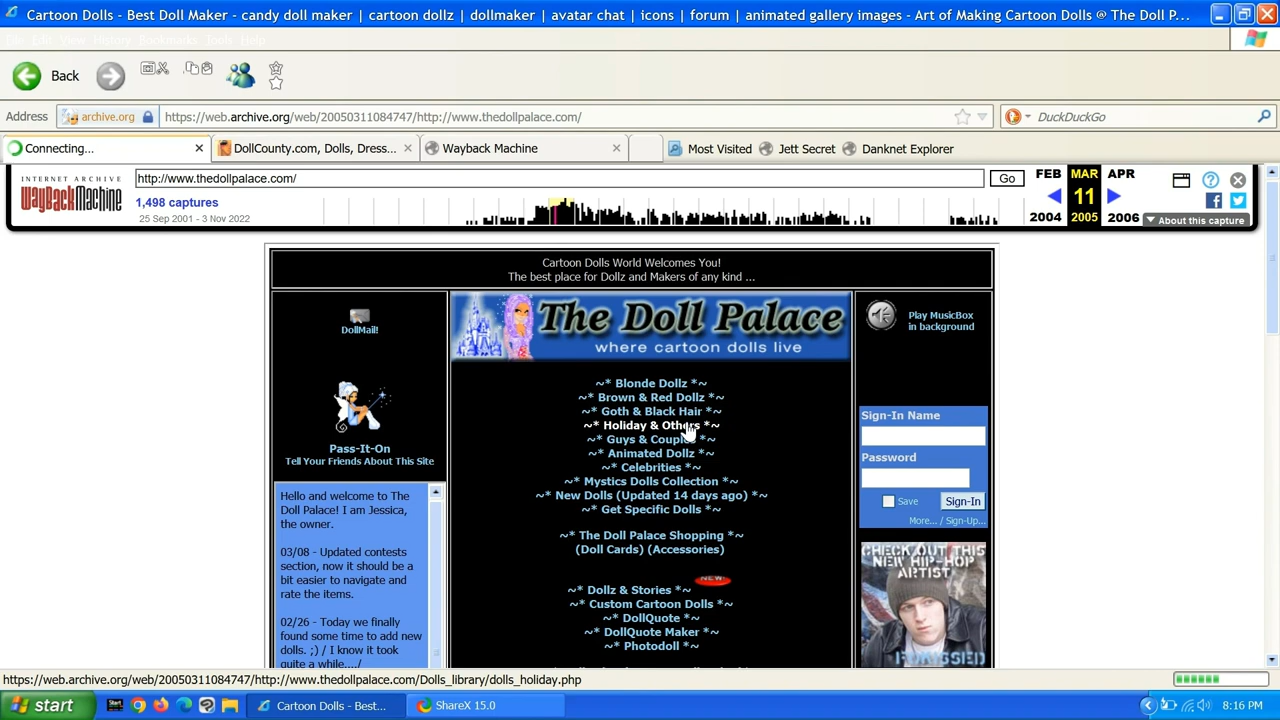 Cartoon Dolls - Best Doll Maker - candy doll maker | cartoon dollz | dollmaker | avatar chat | icons | forum | animated gallery images - Art of Making Cartoon Dolls @ The Doll P...
File Edit View History Bookmarks Tools Help
Back
Address archive.org https://web.archive.org/web/20050311084747/http://www.thedollpalace.com/ DuckDuckGo
Connecting... DollCounty.com, Dolls, Dress... Wayback Machine Most Visited Jett Secret Danknet Explorer
INTERNET ARCHIVE
WayBackMachine
http://www.thedollpalace.com/ Go
1,498 captures
25 Sep 2001 - 3 Nov 2022
FEB MAR APR
11
2004 2005 2006
About this capture
Cartoon Dolls World Welcomes You!
The best place for Dollz and Makers of any kind ...
DollMail!
Pass-It-On
Tell Your Friends About This Site
Hello and welcome to The
Doll Palace! I am Jessica,
the owner.
03/08 - Updated contests
section, now it should be a
bit easier to navigate and
rate the items.
02/26 - Today we finally
found some time to add new
dolls. ;) / I know it took
quite a while..../
The Doll Palace
where cartoon dolls live
~* Blonde Dollz *~
~* Brown & Red Dollz *~
~* Goth & Black Hair *~
~* Holiday & Others *~
~* Guys & Couples *~
~* Animated Dollz *~
~* Celebrities *~
~* Mystics Dolls Collection *~
~* New Dolls (Updated 14 days ago) *~
~* Get Specific Dolls *~
~* The Doll Palace Shopping *~
(Doll Cards) (Accessories)
NEW!
~* Dollz & Stories *~
~* Custom Cartoon Dolls *~
~* DollQuote *~
~* DollQuote Maker *~
~* Photodoll *~
Play MusicBox
in background
Sign-In Name
Password
Save Sign-In
More... / Sign-Up...
CHECK OUT THIS
NEW HIP-HOP
ARTIST
https://web.archive.org/web/20050311084747/http://www.thedollpalace.com/Dolls_library/dolls_holiday.php
start Start Cartoon Dolls - Best... ShareX 15.0 8:16 PM